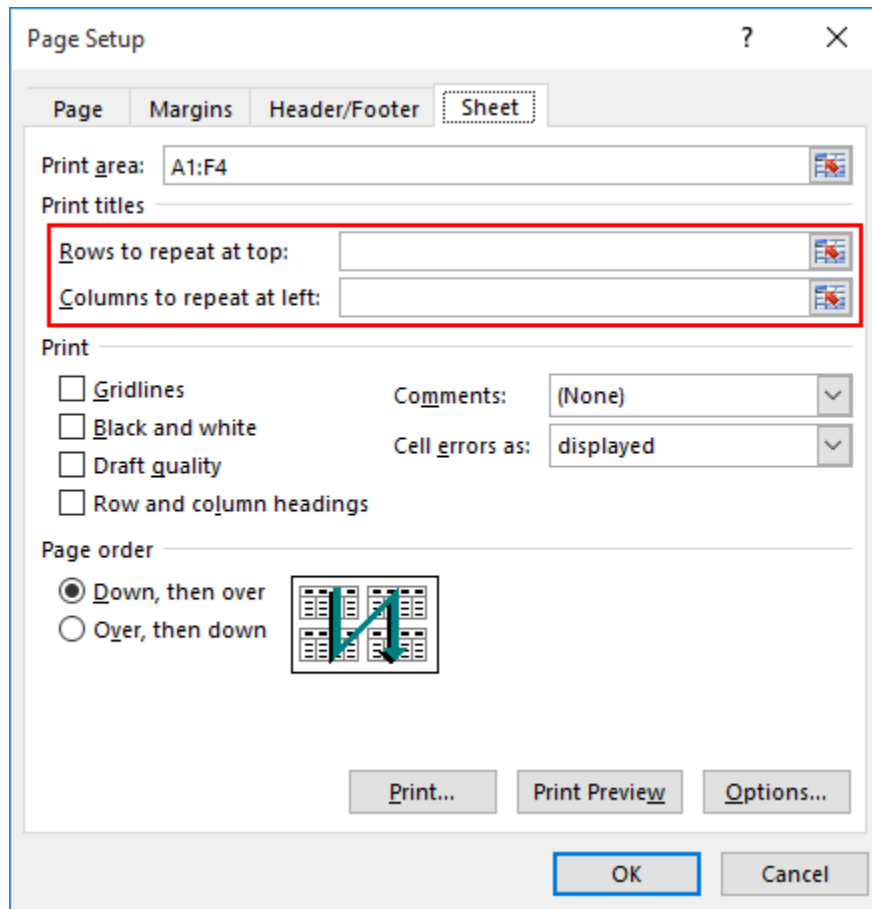 Page Setup ?
Page Margins Header/Footer Sheet
Print area: A1:F4
Print titles
Rows to repeat at top:
Columns to repeat at left:
Print
Gridlines Comments: (None)
Black and white
Cell errors as: displayed
Draft quality
Row and column headings
Page order
Down, then over
Over, then down
Print... Print Preview Options...
OK Cancel